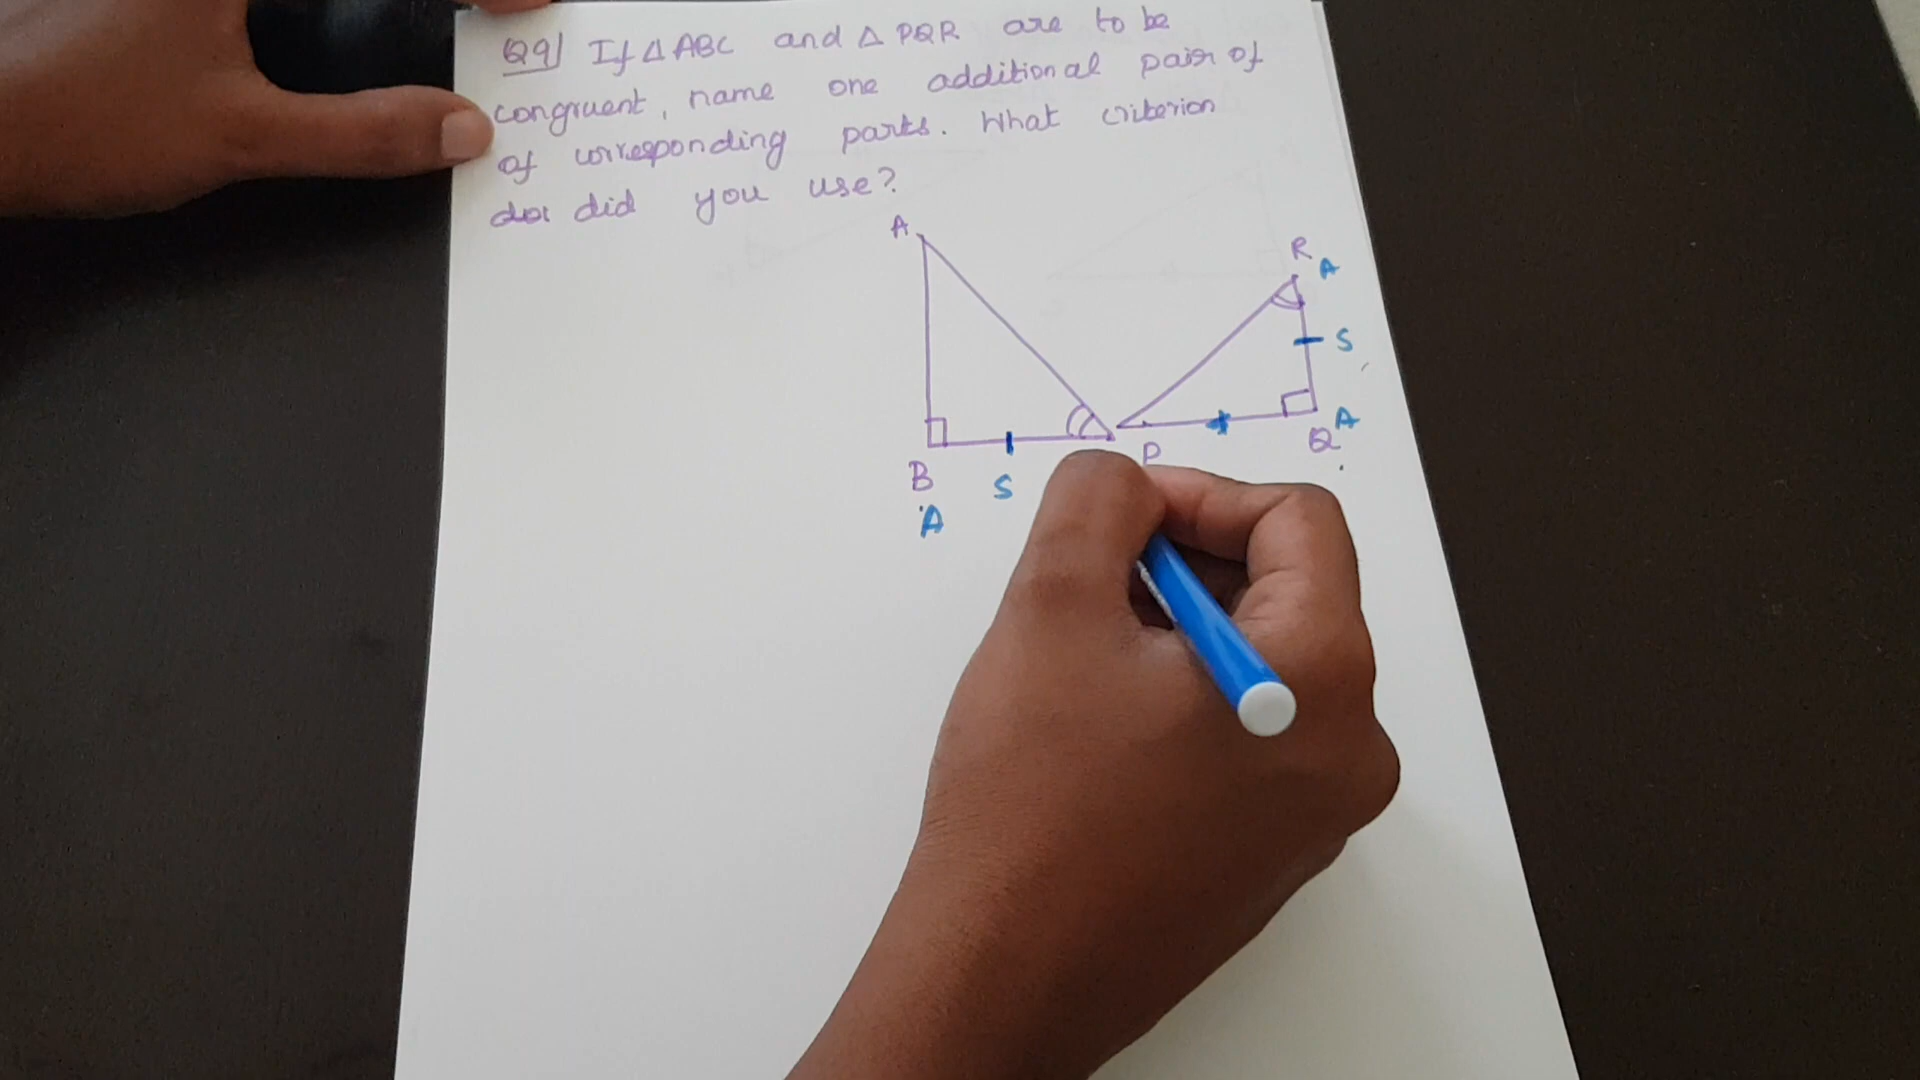 Q9] If △ABC and △PQR are to be
congruent, name one additional pair of
of corresponding parts. What criterion
did you use?
A
R
A
S
A
Q
P
B
S
A